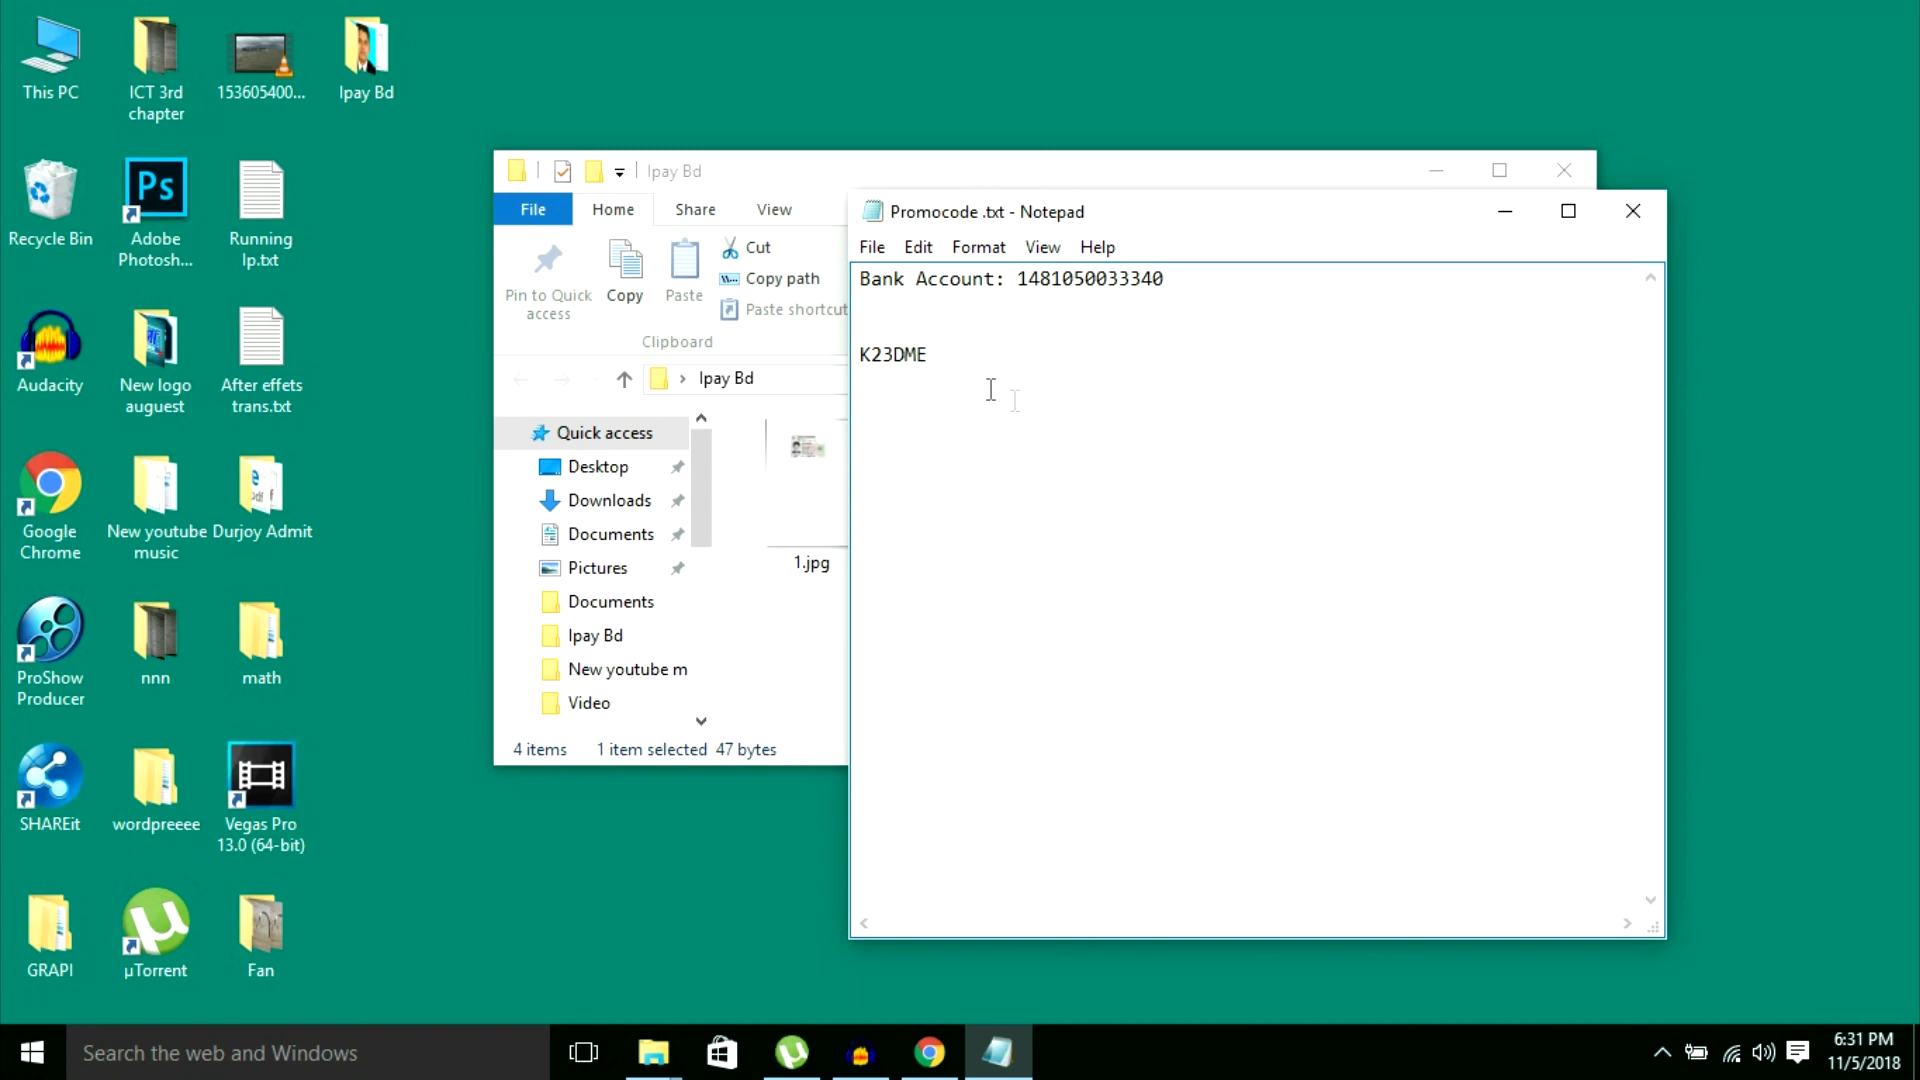 This PC
ICT 3rd
chapter
153605400...
Ipay Bd
Recycle Bin
Adobe
Photosh...
Running
lp.txt
Audacity
New logo
auguest
After effets
trans.txt
Google
Chrome
New youtube
music
Durjoy Admit
ProShow
Producer
nnn
math
SHAREit
wordpreeee
Vegas Pro
13.0 (64-bit)
GRAPI
µTorrent
Fan
Ipay Bd
File Home Share View
Pin to Quick
access
Copy
Paste
Cut
Copy path
Paste shortcut
Clipboard
Ipay Bd
Quick access
Desktop
Downloads
Documents
Pictures
Documents
Ipay Bd
New youtube m
Video
1.jpg
4 items 1 item selected 47 bytes
Promocode .txt - Notepad
File Edit Format View Help
Bank Account: 1481050033340
K23DME
Search the web and Windows
6:31 PM
11/5/2018